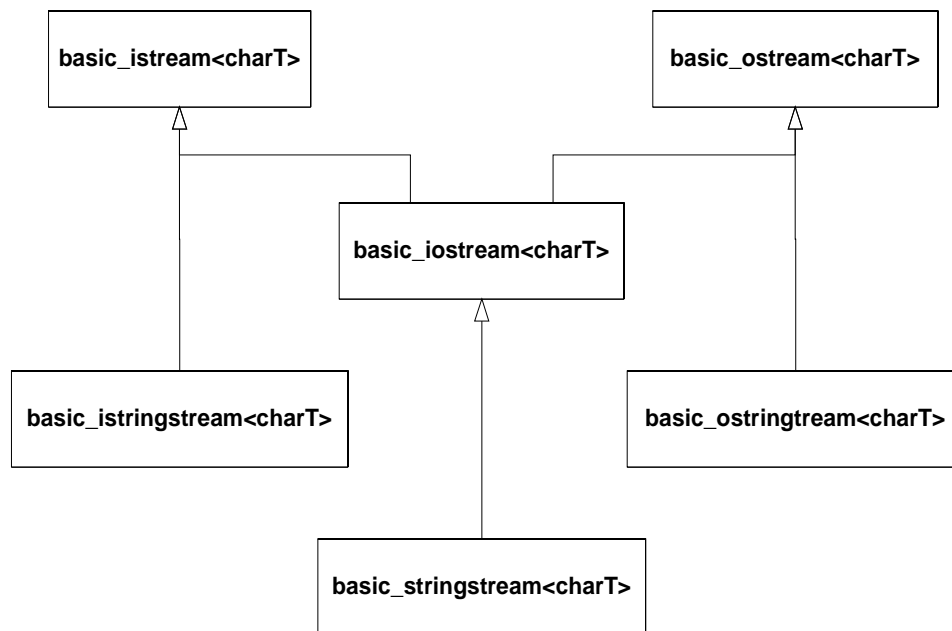 basic_istream<charT>
basic_ostream<charT>
basic_iostream<charT>
basic_istringstream<charT>
basic_ostringtream<charT>
basic_stringstream<charT>